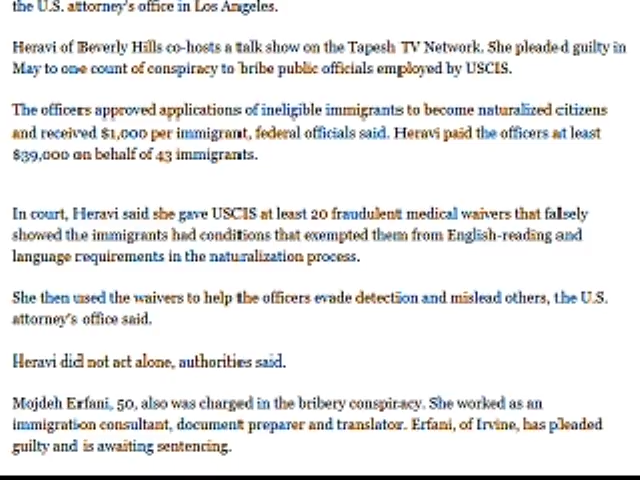 the U.S. attorney's office in Los Angeles.
Heravi of Beverly Hills co-hosts a talk show on the Tapesh TV Network. She pleaded guilty in
May to one count of conspiracy to bribe public officials employed by USCIS.
The officers approved applications of ineligible immigrants to become naturalized citizens
and received $1,000 per immigrant, federal officials said. Heravi paid the officers at least
$39,000 on behalf of 43 immigrants.
In court, Heravi said she gave USCIS at least 20 fraudulent medical waivers that falsely
showed the immigrants had conditions that exempted them from English-reading and
language requirements in the naturalization process.
She then used the waivers to help the officers evade detection and mislead others, the U.S.
attorney's office said.
Heravi did not act alone, authorities said.
Mojdeh Erfani, 50, also was charged in the bribery conspiracy. She worked as an
immigration consultant, document preparer and translator. Erfani, of Irvine, has pleaded
guilty and is awaiting sentencing.